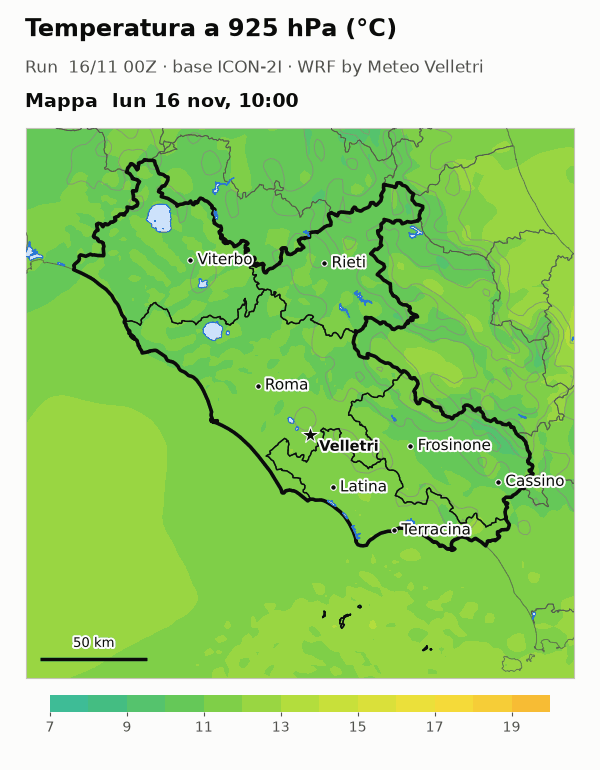 Temperatura a 925 hPa (°C)
Run  16/11 00Z · base ICON-2I · WRF by Meteo Velletri
Mappa  lun 16 nov, 10:00
Viterbo
Rieti
Roma
Velletri
Frosinone
Latina
Cassino
Terracina
50 km
7 9 11 13 15 17 19